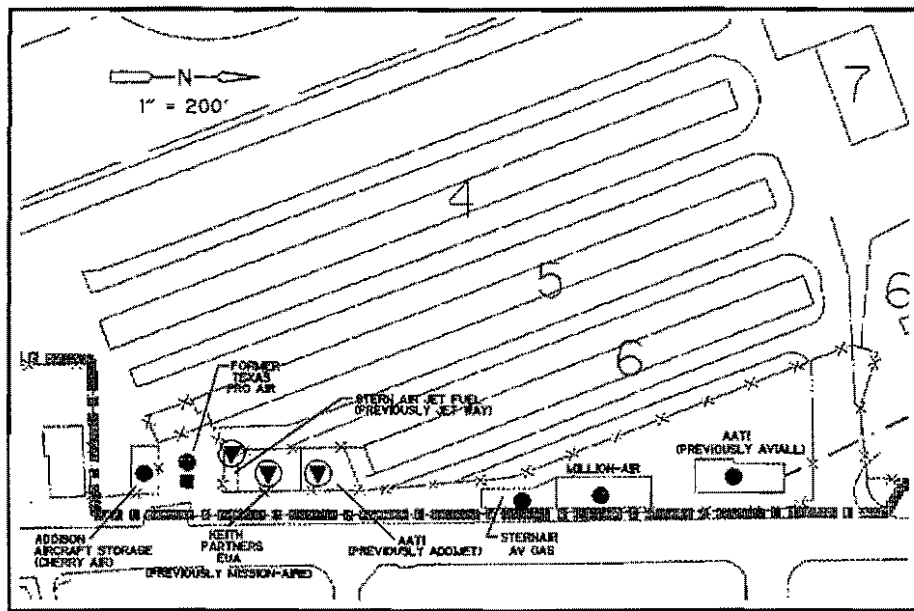 N
1" = 200'
7
4
5
6
6
FORMER
TEXAS
PRO AIR
STERN AIR JET FUEL
(PREVIOUSLY JET WAY)
AATI
(PREVIOUSLY AVIALL)
MILLION-AIR
ADDISON
AIRCRAFT STORAGE
(CHERRY AIR)
KEITH
PARTNERS
(PREVIOUSLY MISSION-AIRE)
AATI
(PREVIOUSLY ADDJET)
STERNAIR
AV GAS